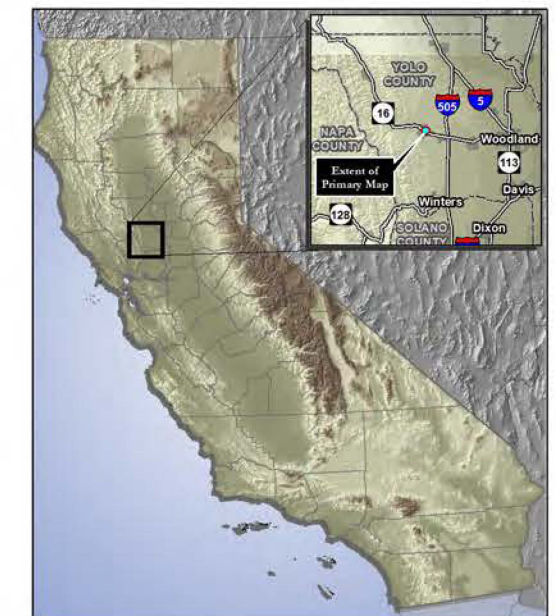 YOLO
COUNTY
505
5
16
NAPA
COUNTY
Woodland
113
Extent of
Primary Map
Davis
Winters
128
SOLANO
COUNTY
Dixon